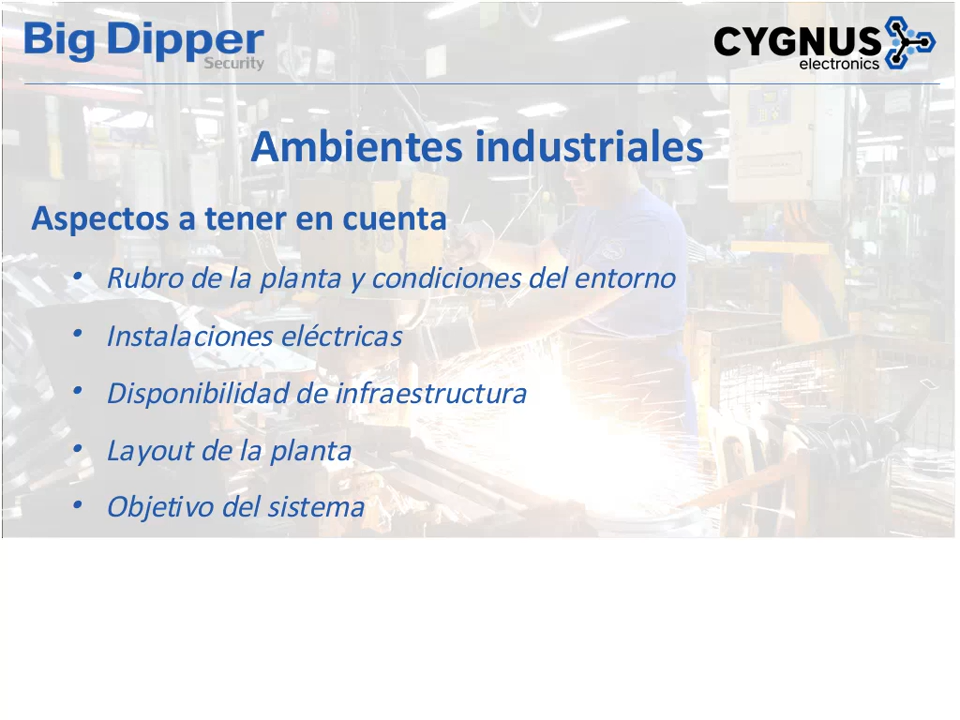 Big Dipper
Security
CYGNUS
electronics
Ambientes industriales
Aspectos a tener en cuenta
• Rubro de la planta y condiciones del entorno
• Instalaciones eléctricas
• Disponibilidad de infraestructura
• Layout de la planta
• Objetivo del sistema